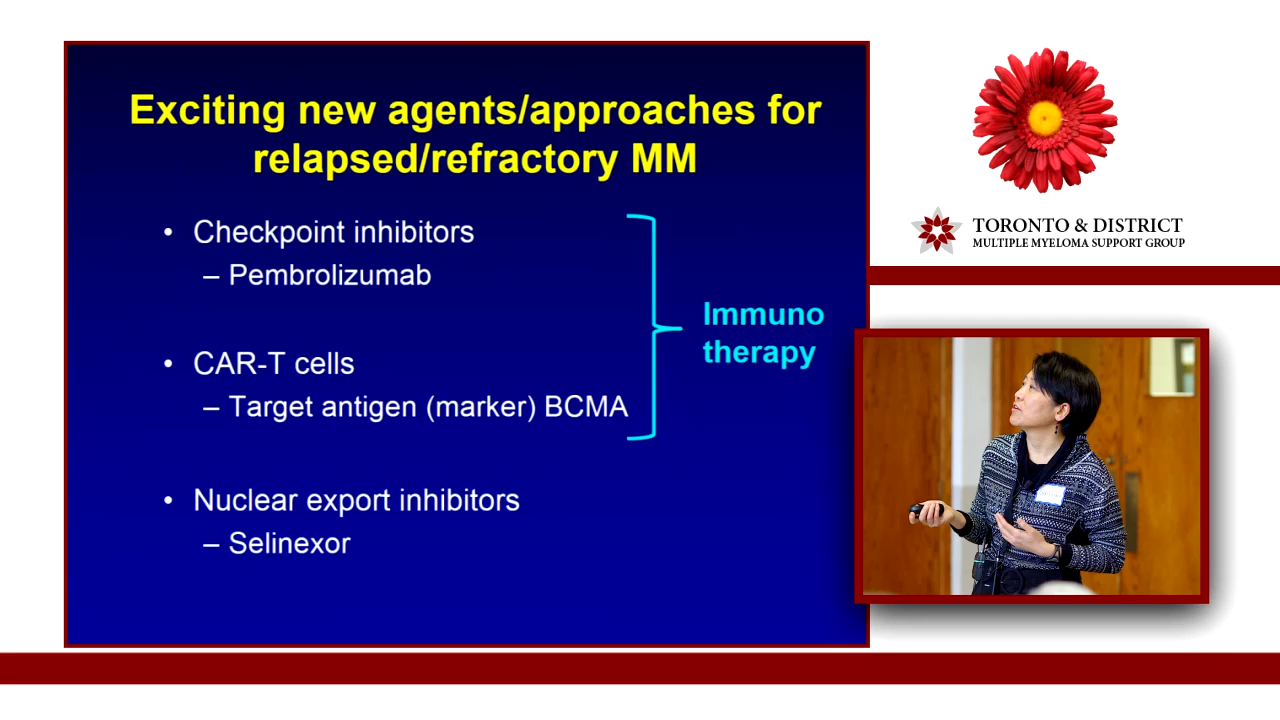 Exciting new agents/approaches for
relapsed/refractory MM
• Checkpoint inhibitors
– Pembrolizumab
• CAR-T cells
– Target antigen (marker) BCMA
Immuno
therapy
• Nuclear export inhibitors
– Selinexor
TORONTO & DISTRICT
MULTIPLE MYELOMA SUPPORT GROUP